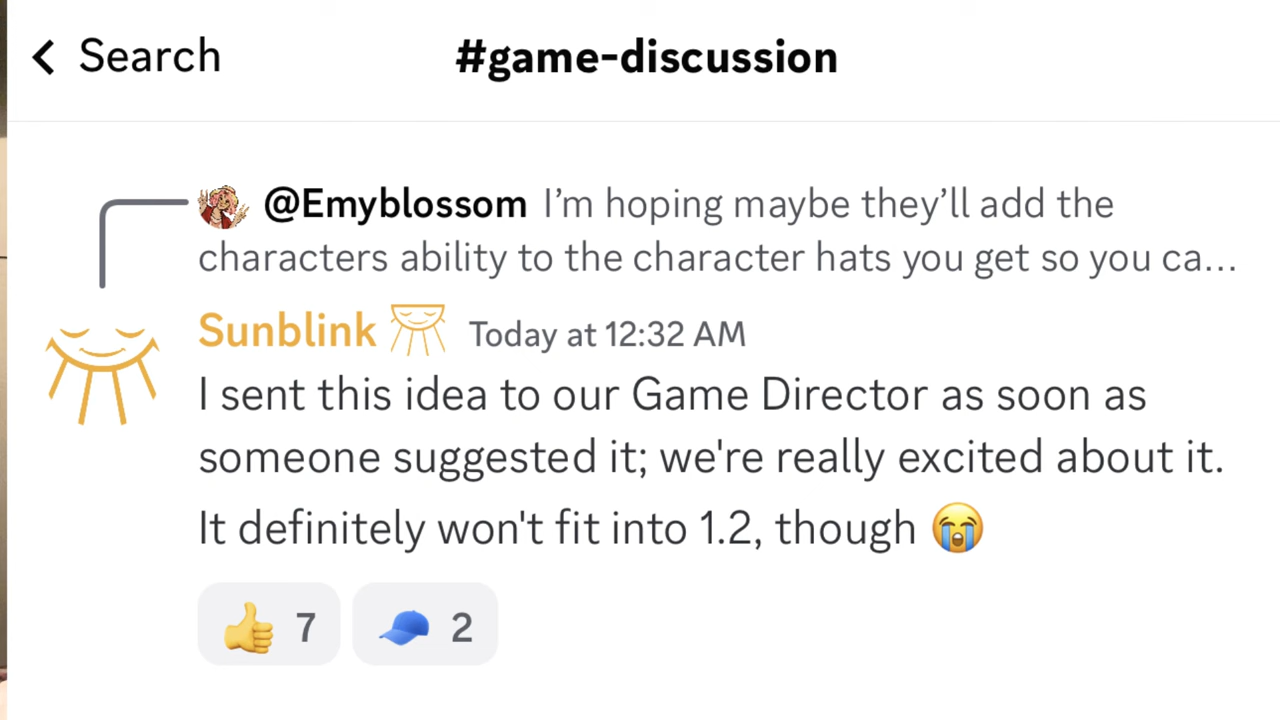 Search
#game-discussion
@Emyblossom I’m hoping maybe they’ll add the
characters ability to the character hats you get so you ca...
Sunblink Today at 12:32 AM
I sent this idea to our Game Director as soon as
someone suggested it; we're really excited about it.
It definitely won't fit into 1.2, though 😭
👍 7 🧢 2